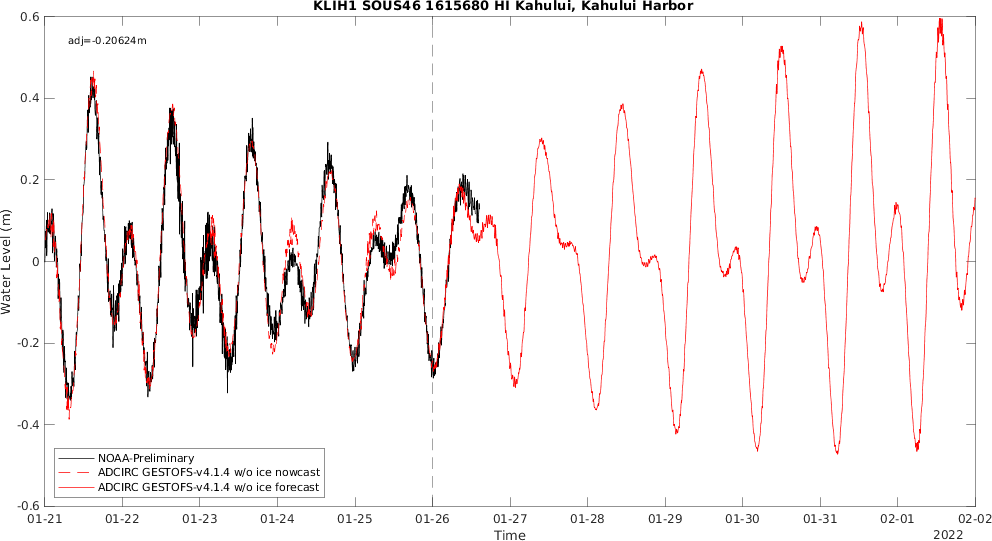 KLIH1 SOUS46 1615680 HI Kahului, Kahului Harbor
adj=-0.20624m
0.6
0.4
0.2
0
-0.2
-0.4
-0.6
Water Level (m)
NOAA-Preliminary
ADCIRC GESTOFS-v4.1.4 w/o ice nowcast
ADCIRC GESTOFS-v4.1.4 w/o ice forecast
01-21 01-22 01-23 01-24 01-25 01-26 01-27 01-28 01-29 01-30 01-31 02-01 02-02
Time
2022